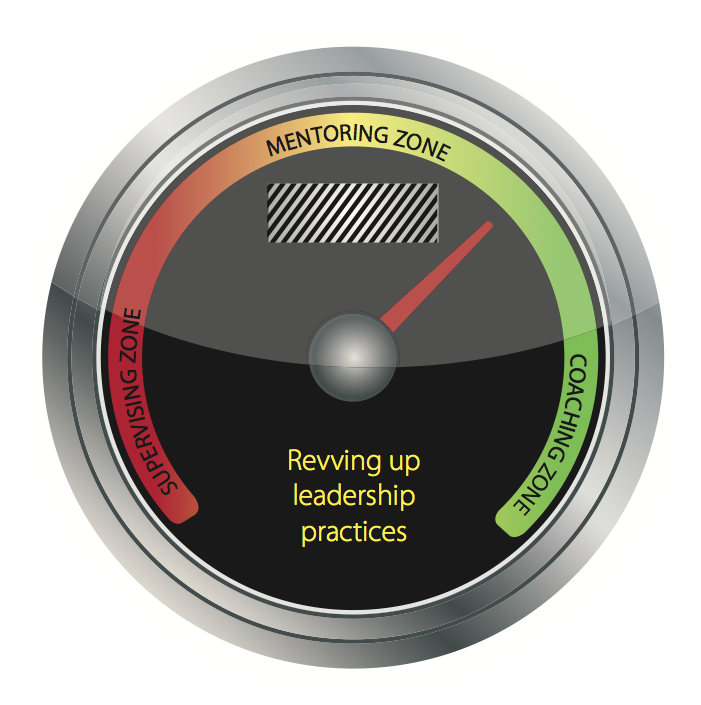 MENTORING ZONE
SUPERVISING ZONE
COACHING ZONE
Revving up
leadership
practices